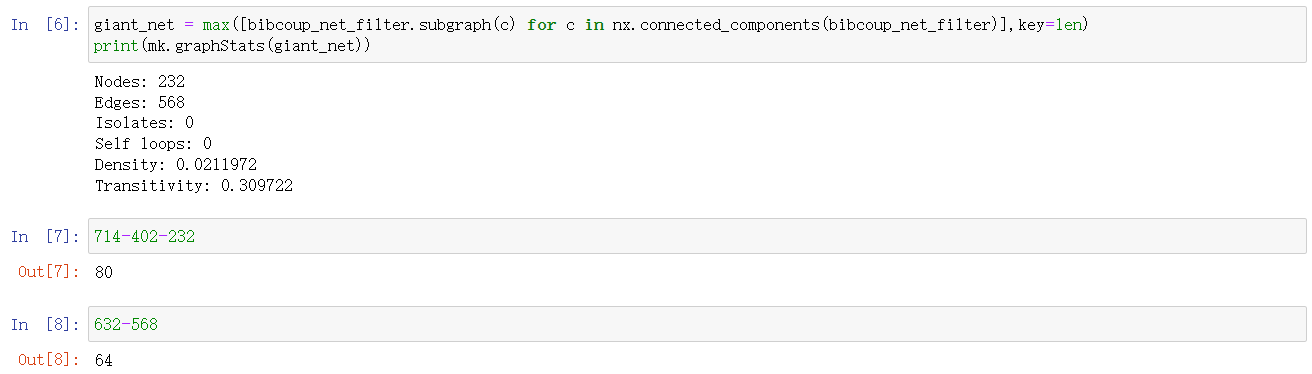 In [6]: giant_net = max([bibcoup_net_filter.subgraph(c) for c in nx.connected_components(bibcoup_net_filter)],key=len)
print(mk.graphStats(giant_net))
Nodes: 232
Edges: 568
Isolates: 0
Self loops: 0
Density: 0.0211972
Transitivity: 0.309722
In [7]: 714-402-232
Out[7]: 80
In [8]: 632-568
Out[8]: 64